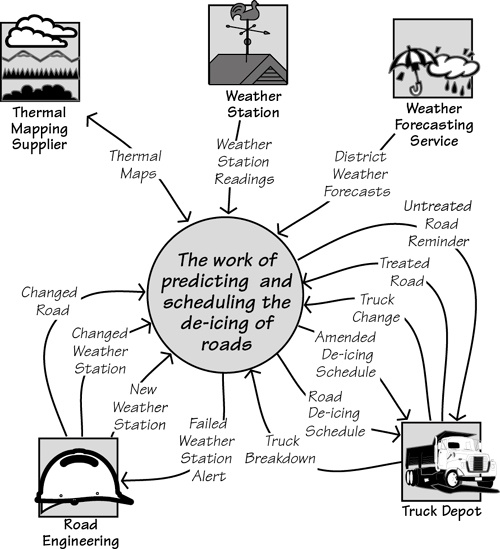 Thermal
Mapping
Supplier
Weather
Station
Weather
Forecasting
Service
Thermal
Maps
Weather
Station
Readings
District
Weather
Forecasts
Untreated
Road
Reminder
The work of
predicting and
scheduling the
de-icing of
roads
Treated
Road
Truck
Change
Changed
Road
Changed
Weather
Station
Amended
De-icing
Schedule
New
Weather
Station
Road
De-icing
Schedule
Failed
Weather
Station
Alert
Truck
Breakdown
Road
Engineering
Truck Depot